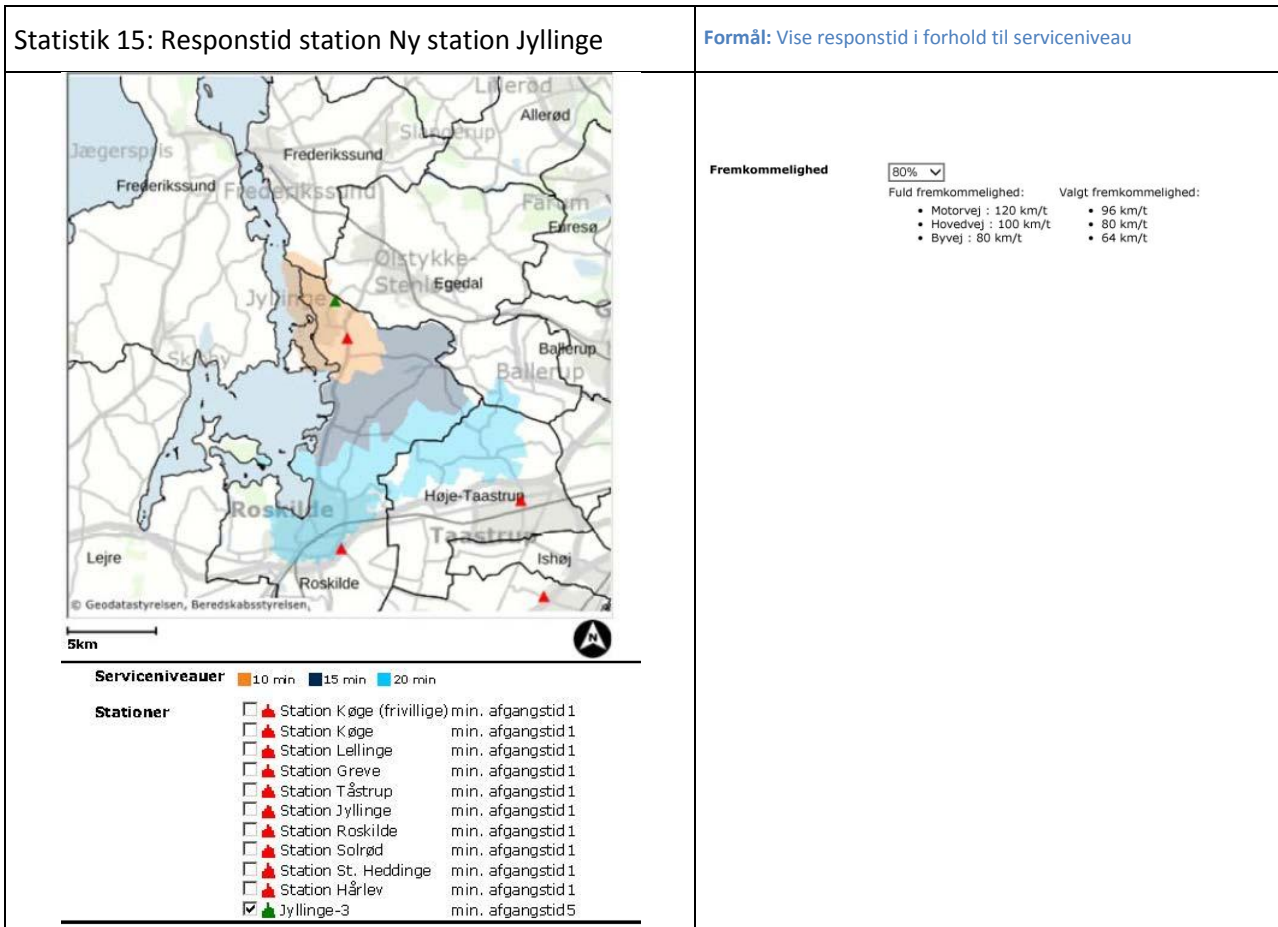 Statistik 15: Responstid station Ny station Jyllinge
Formål: Vise responstid i forhold til serviceniveau
Lillerød
Allerød
Slangerup
Jægerspris
Frederikssund
Frederikssund
Frederikssund
Farum
Furesø
Ølstykke-
Stenløse
Egedal
Jyllinge
Skibby
Ballerup
Ballerup
Høje-Taastrup
Roskilde
Taastrup
Lejre
Ishøj
Roskilde
© Geodatastyrelsen, Beredskabsstyrelsen,
5km
N
Serviceniveauer 10 min 15 min 20 min
Stationer
Station Køge (frivillige) min. afgangstid 1
Station Køge min. afgangstid 1
Station Lellinge min. afgangstid 1
Station Greve min. afgangstid 1
Station Tåstrup min. afgangstid 1
Station Jyllinge min. afgangstid 1
Station Roskilde min. afgangstid 1
Station Solrød min. afgangstid 1
Station St. Heddinge min. afgangstid 1
Station Hårlev min. afgangstid 1
Jyllinge-3 min. afgangstid 5
Fremkommelighed 80%
Fuld fremkommelighed: Valgt fremkommelighed:
• Motorvej : 120 km/t • 96 km/t
• Hovedvej : 100 km/t • 80 km/t
• Byvej : 80 km/t • 64 km/t